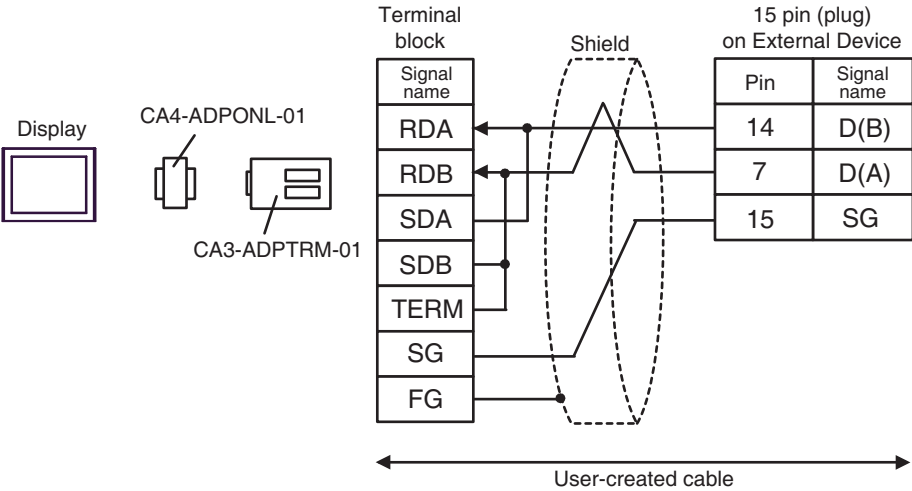 Terminal
block
Shield
15 pin (plug)
on External Device
Display
CA4-ADPONL-01
CA3-ADPTRM-01
Signal
name
RDA
RDB
SDA
SDB
TERM
SG
FG
Pin
Signal
name
14
D(B)
7
D(A)
15
SG
User-created cable